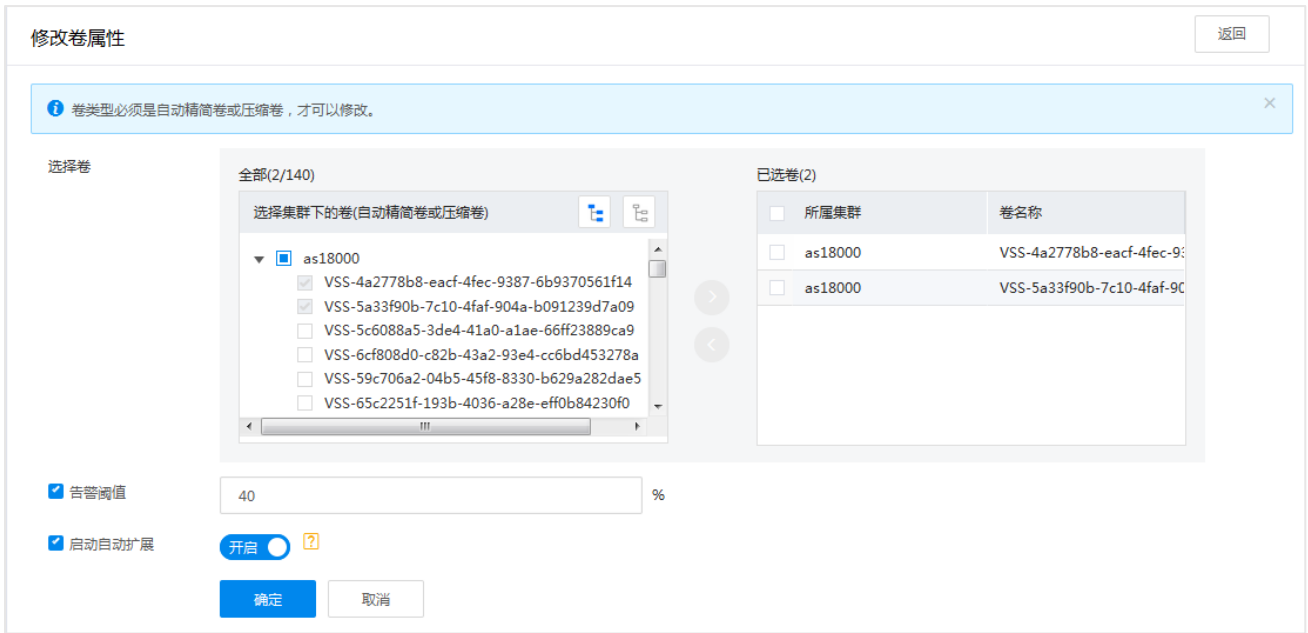 修改卷属性
返回
卷类型必须是自动精简卷或压缩卷，才可以修改。
选择卷
全部(2/140)
已选卷(2)
选择集群下的卷(自动精简卷或压缩卷)
所属集群 卷名称
as18000
VSS-4a2778b8-eacf-4fec-9387-6b9370561f14
VSS-5a33f90b-7c10-4faf-904a-b091239d7a09
VSS-5c6088a5-3de4-41a0-a1ae-66ff23889ca9
VSS-6cf808d0-c82b-43a2-93e4-cc6bd453278a
VSS-59c706a2-04b5-45f8-8330-b629a282dae5
VSS-65c2251f-193b-4036-a28e-eff0b84230f0
as18000 VSS-4a2778b8-eacf-4fec-93
as18000 VSS-5a33f90b-7c10-4faf-90
告警阈值 40 %
启动自动扩展 开启 ?
确定 取消